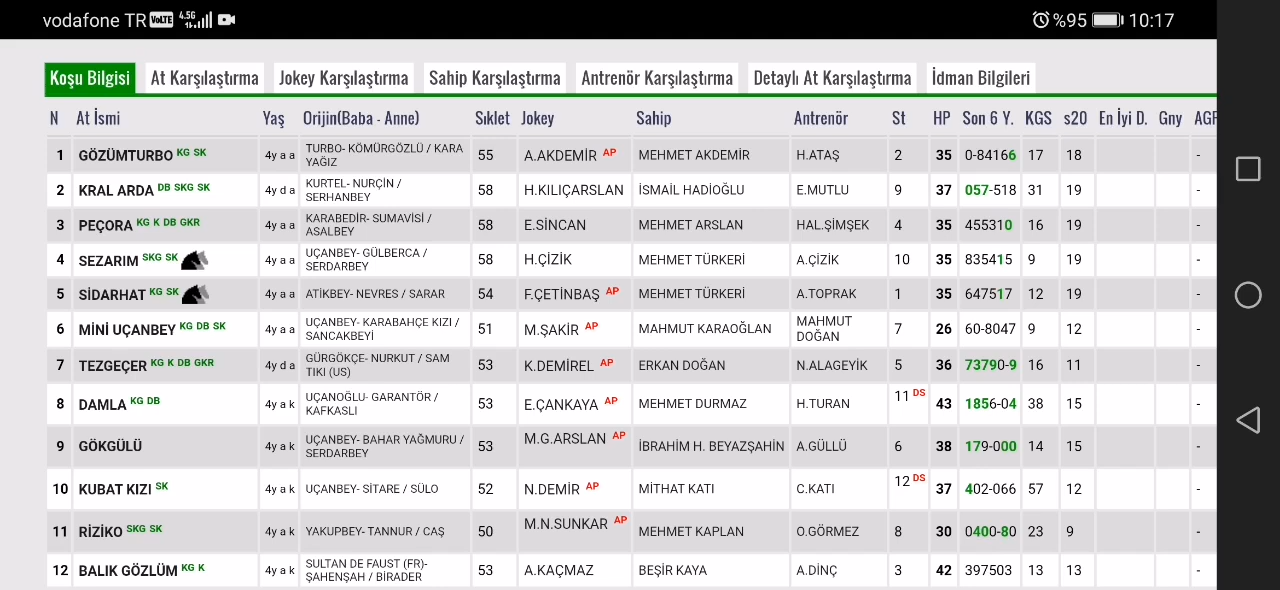 vodafone TR VoLTE 4.5G %95 10:17
Koşu Bilgisi At Karşılaştırma Jokey Karşılaştırma Sahip Karşılaştırma Antrenör Karşılaştırma Detaylı At Karşılaştırma İdman Bilgileri
N At İsmi Yaş Orijin(Baba - Anne) Sıklet Jokey Sahip Antrenör St HP Son 6 Y. KGS s20 En İyi D. Gny AGF
1 GÖZÜMTURBO KG SK 4y a a TURBO- KÖMÜRGÖZLÜ / KARA 55 A.AKDEMİR AP MEHMET AKDEMİR H.ATAŞ 2 35 0-84166 17 18 -
YAĞIZ
2 KRAL ARDA DB SKG SK 4y d a KURTEL- NURÇİN / 58 H.KILIÇARSLAN İSMAİL HADİOĞLU E.MUTLU 9 37 057-518 31 19 -
SERHANBEY
3 PEÇORA KG K DB GKR 4y a a KARABEDİR- SUMAVİSİ / 58 E.SİNCAN MEHMET ARSLAN HAL.ŞİMŞEK 4 35 455310 16 19 -
ASALBEY
4 SEZARIM SKG SK 4y a a UÇANBEY- GÜLBERCA / 58 H.ÇİZİK MEHMET TÜRKERİ A.ÇİZİK 10 35 835415 9 19 -
SERDARBEY
5 SİDARHAT KG SK 4y a a ATİKBEY- NEVRES / SARAR 54 F.ÇETİNBAŞ AP MEHMET TÜRKERİ A.TOPRAK 1 35 647517 12 19 -
6 MİNİ UÇANBEY KG DB SK 4y a a UÇANBEY- KARABAHÇE KIZI / 51 M.ŞAKİR AP MAHMUT KARAOĞLAN MAHMUT 7 26 60-8047 9 12 -
SANCAKBEYİ DOĞAN
7 TEZGEÇER KG K DB GKR 4y d a GÜRGÖKÇE- NURKUT / SAM 53 K.DEMİREL AP ERKAN DOĞAN N.ALAGEYİK 5 36 73790-9 16 11 -
TIKI (US)
8 DAMLA KG DB 4y a k UÇANOĞLU- GARANTÖR / 53 E.ÇANKAYA AP MEHMET DURMAZ H.TURAN 11 DS 43 1856-04 38 15 -
KAFKASLI
9 GÖKGÜLÜ 4y a k UÇANBEY- BAHAR YAĞMURU / 53 M.G.ARSLAN AP İBRAHİM H. BEYAZŞAHİN A.GÜLLÜ 6 38 179-000 14 15 -
SERDARBEY
10 KUBAT KIZI SK 4y a k UÇANBEY- SİTARE / SÜLO 52 N.DEMİR AP MİTHAT KATI C.KATI 12 DS 37 402-066 57 12 -
11 RİZİKO SKG SK 4y a k YAKUPBEY- TANNUR / CAŞ 50 M.N.SUNKAR AP MEHMET KAPLAN O.GÖRMEZ 8 30 0400-80 23 9 -
12 BALIK GÖZLÜM KG K 4y a k SULTAN DE FAUST (FR)- 53 A.KAÇMAZ BEŞİR KAYA A.DİNÇ 3 42 397503 13 13 -
ŞAHENŞAH / BİRADER